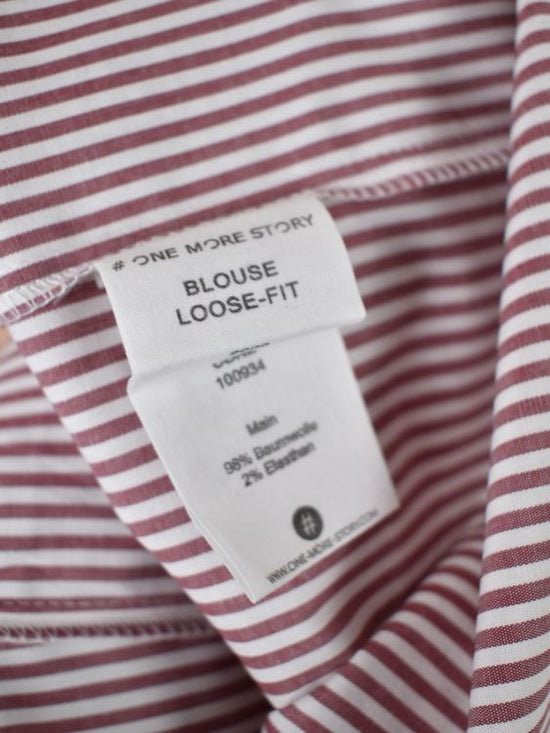 # ONE MORE STORY
BLOUSE
LOOSE-FIT
100934
Main
98% Baumwolle
2% Elasthan
#
WWW.ONE-MORE-STORY.COM